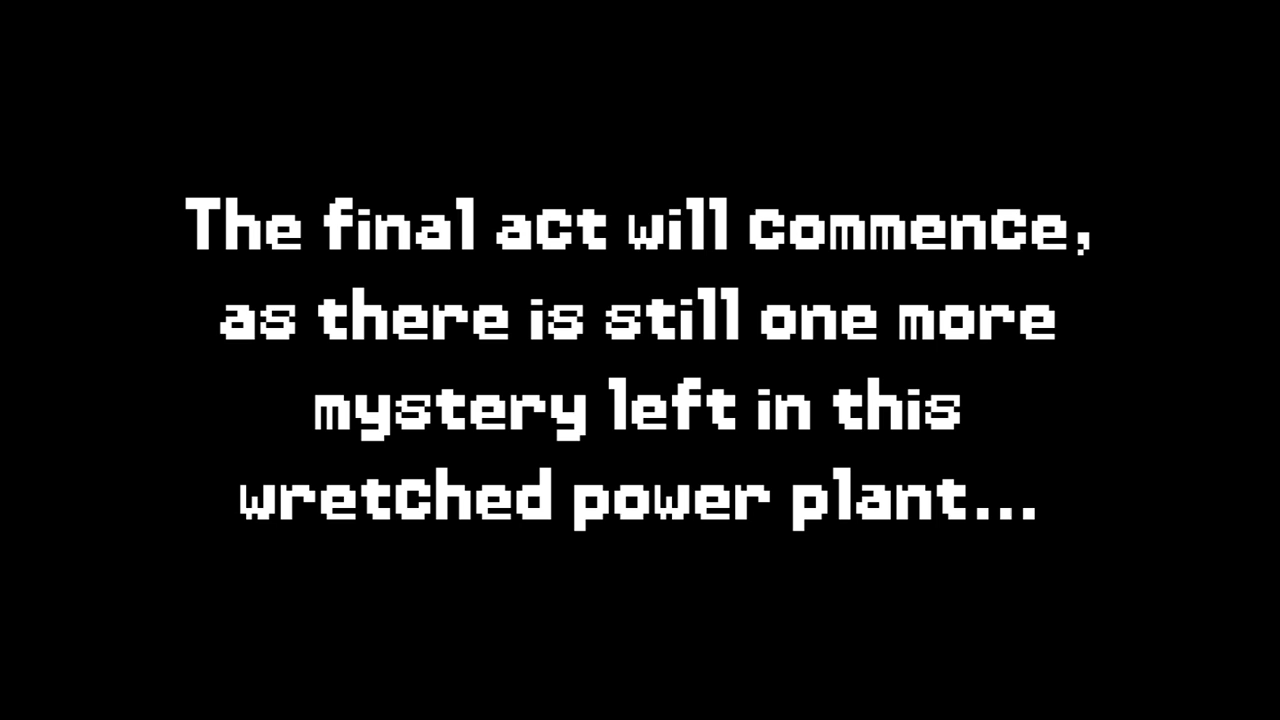 The final act will commence,
as there is still one more
mystery left in this
wretched power plant...